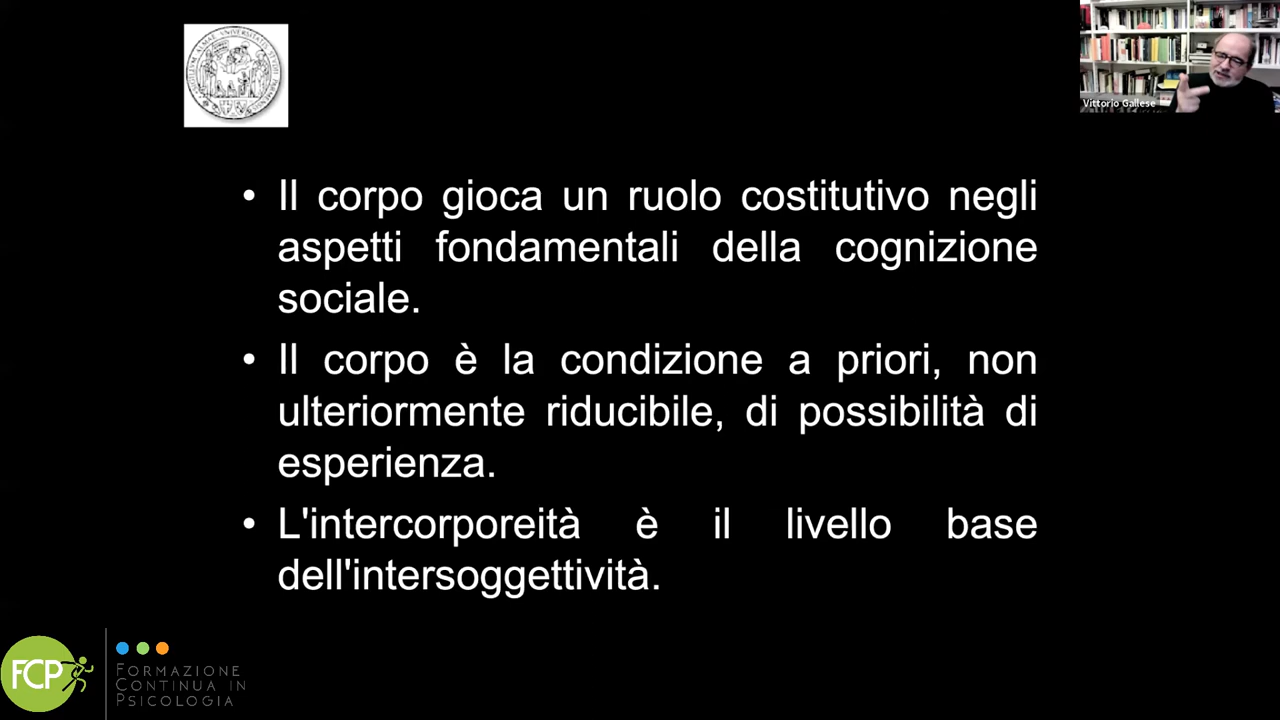 Vittorio Gallese
• Il corpo gioca un ruolo costitutivo negli
aspetti fondamentali della cognizione
sociale.
• Il corpo è la condizione a priori, non
ulteriormente riducibile, di possibilità di
esperienza.
• L'intercorporeità è il livello base
dell'intersoggettività.
FCP
FORMAZIONE
CONTINUA IN
PSICOLOGIA